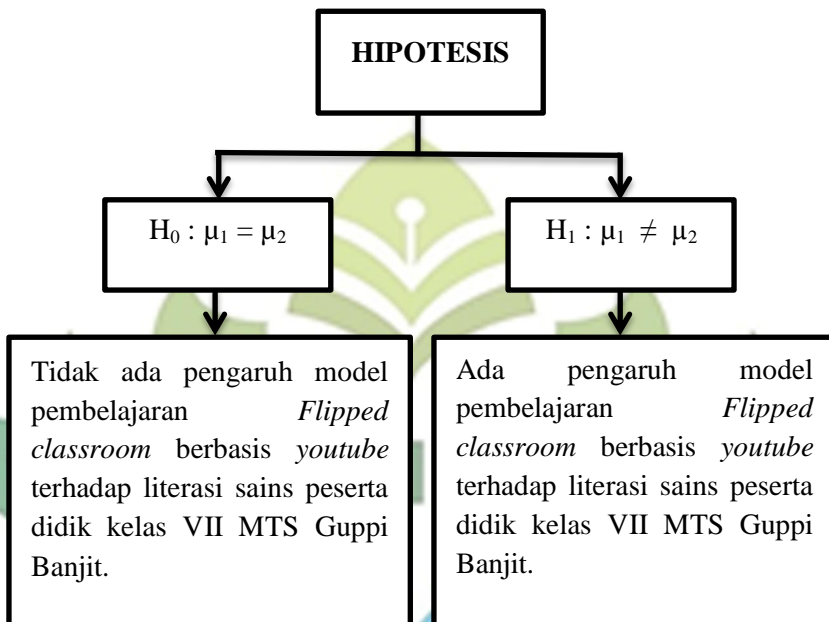 HIPOTESIS
H₀ : µ₁ = µ₂
H₁ : µ₁ ≠ µ₂
Tidak ada pengaruh model
pembelajaran Flipped
classroom berbasis youtube
terhadap literasi sains peserta
didik kelas VII MTS Guppi
Banjit.
Ada pengaruh model
pembelajaran Flipped
classroom berbasis youtube
terhadap literasi sains peserta
didik kelas VII MTS Guppi
Banjit.